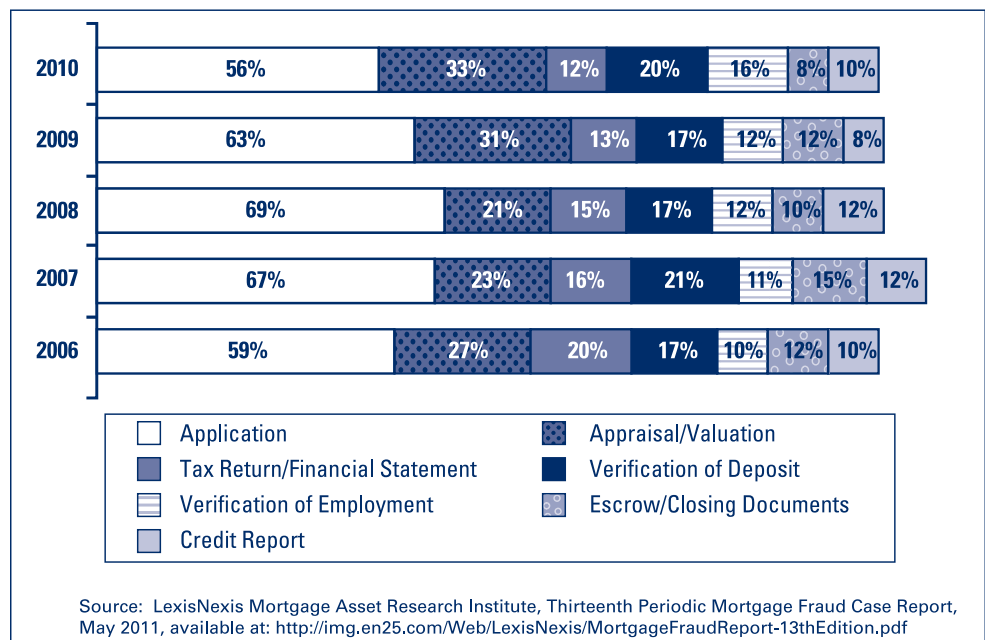 2010 56% 33% 12% 20% 16% 8% 10%
2009 63% 31% 13% 17% 12% 12% 8%
2008 69% 21% 15% 17% 12% 10% 12%
2007 67% 23% 16% 21% 11% 15% 12%
2006 59% 27% 20% 17% 10% 12% 10%
Application Appraisal/Valuation
Tax Return/Financial Statement Verification of Deposit
Verification of Employment Escrow/Closing Documents
Credit Report
Source: LexisNexis Mortgage Asset Research Institute, Thirteenth Periodic Mortgage Fraud Case Report,
May 2011, available at: http://img.en25.com/Web/LexisNexis/MortgageFraudReport-13thEdition.pdf